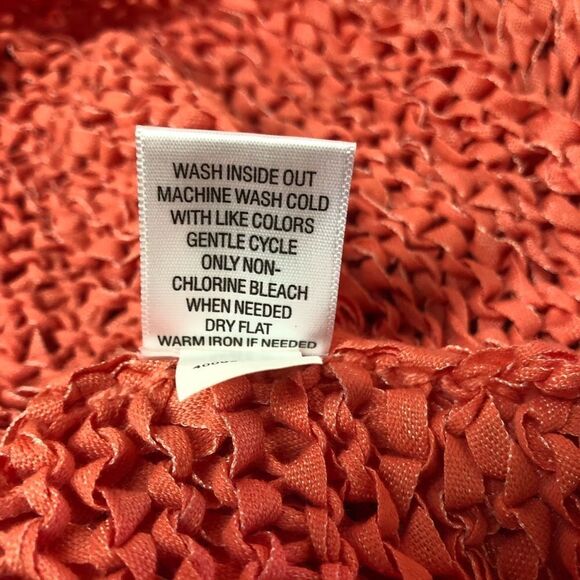 WASH INSIDE OUT
MACHINE WASH COLD
WITH LIKE COLORS
GENTLE CYCLE
ONLY NON-
CHLORINE BLEACH
WHEN NEEDED
DRY FLAT
WARM IRON IF NEEDED